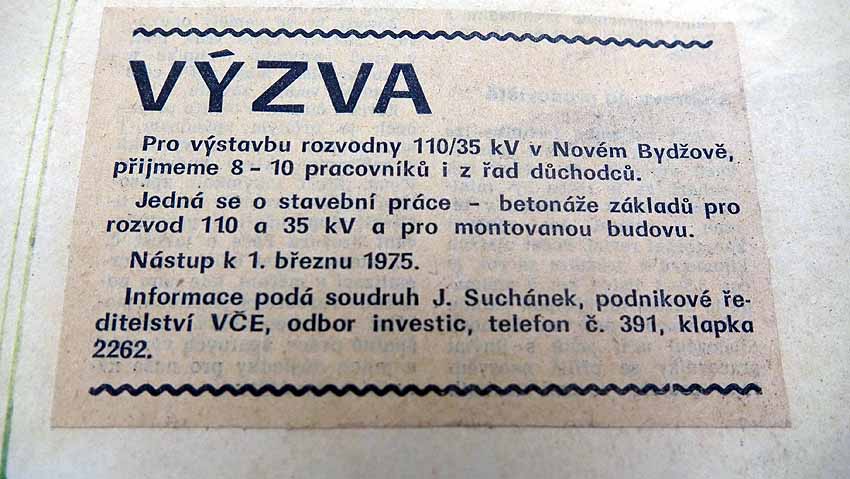 VÝZVA
Pro výstavbu rozvodny 110/35 kV v Novém Bydžově,
přijmeme 8 – 10 pracovníků i z řad důchodců.
Jedná se o stavební práce – betonáže základů pro
rozvod 110 a 35 kV a pro montovanou budovu.
Nástup k 1. březnu 1975.
Informace podá soudruh J. Suchánek, podnikové ře-
ditelství VČE, odbor investic, telefon č. 391, klapka
2262.